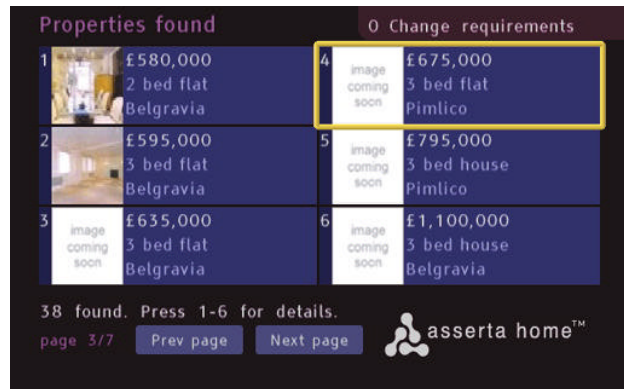 Properties found
0 Change requirements
1
£580,000
2 bed flat
Belgravia
2
£595,000
3 bed flat
Belgravia
3
image
coming
soon
£635,000
3 bed flat
Belgravia
4
image
coming
soon
£675,000
3 bed flat
Pimlico
5
image
coming
soon
£795,000
3 bed house
Pimlico
6
image
coming
soon
£1,100,000
3 bed house
Belgravia
38 found. Press 1-6 for details.
page 3/7 Prev page Next page
asserta home™